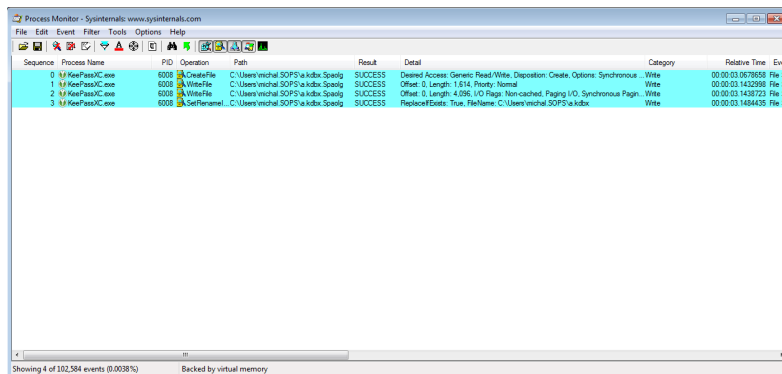 Process Monitor - Sysinternals: www.sysinternals.com
File Edit Event Filter Tools Options Help
Sequence Process Name PID Operation Path Result Detail Category Relative Time Eve
0 KeePassXC.exe 6008 CreateFile C:\Users\michal.SOPS\a.kdbx.Spaolg SUCCESS Desired Access: Generic Read/Write, Disposition: Create, Options: Synchronous ... Write 00:00:03.0678658 File
1 KeePassXC.exe 6008 WriteFile C:\Users\michal.SOPS\a.kdbx.Spaolg SUCCESS Offset: 0, Length: 1,614, Priority: Normal Write 00:00:03.1432998 File
2 KeePassXC.exe 6008 WriteFile C:\Users\michal.SOPS\a.kdbx.Spaolg SUCCESS Offset: 0, Length: 4,096, I/O Flags: Non-cached, Paging I/O, Synchronous Pagin... Write 00:00:03.1438723 File
3 KeePassXC.exe 6008 SetRenameI... C:\Users\michal.SOPS\a.kdbx.Spaolg SUCCESS ReplaceIfExists: True, FileName: C:\Users\michal.SOPS\a.kdbx Write 00:00:03.1484435 File
Showing 4 of 102,584 events (0.0038%) Backed by virtual memory